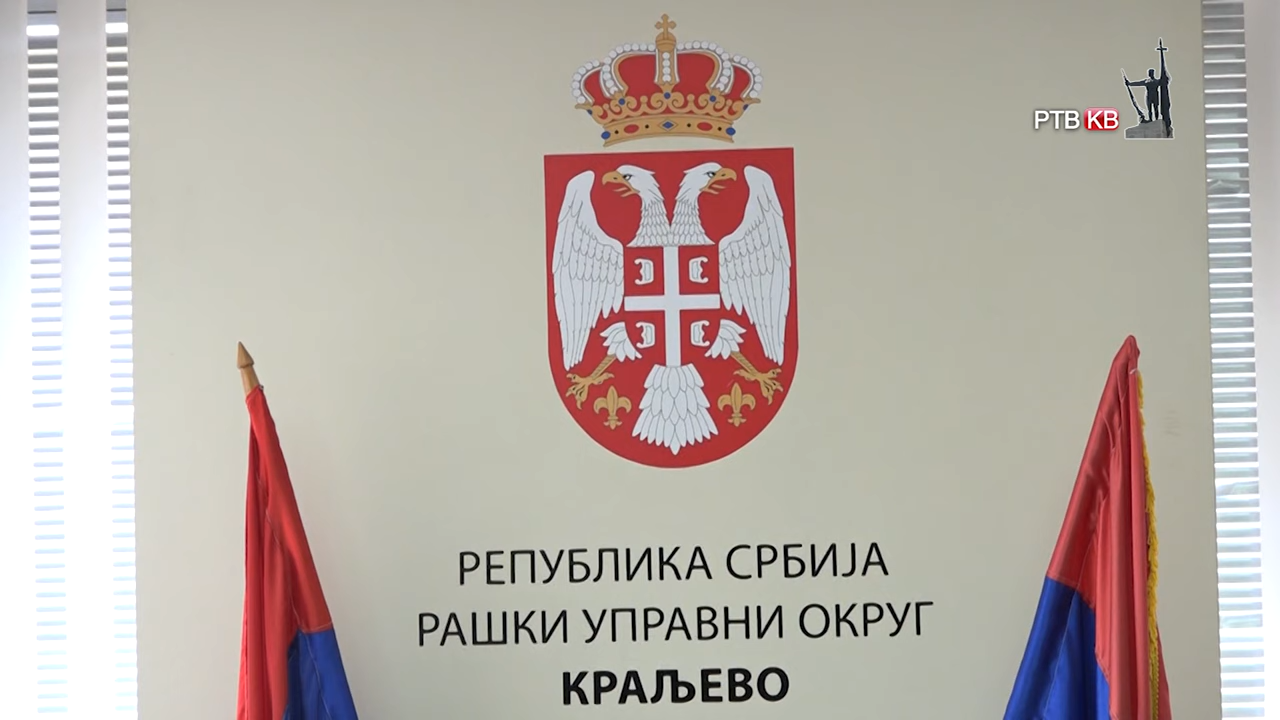 РТВ КВ
РЕПУБЛИКА СРБИЈА
РАШКИ УПРАВНИ ОКРУГ
КРАЉЕВО